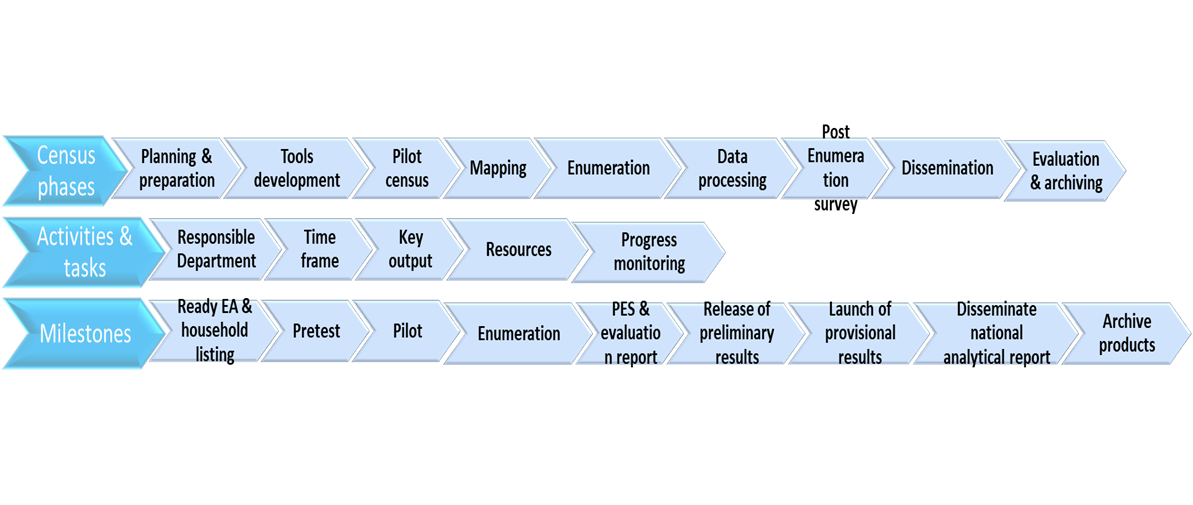 Census
phases
Planning &
preparation
Tools
development
Pilot
census
Mapping
Enumeration
Data
processing
Post
Enumera
tion
survey
Dissemination
Evaluation
& archiving
Activities &
tasks
Responsible
Department
Time
frame
Key
output
Resources
Progress
monitoring
Milestones
Ready EA &
household
listing
Pretest
Pilot
Enumeration
PES &
evaluatio
n report
Release of
preliminary
results
Launch of
provisional
results
Disseminate
national
analytical report
Archive
products